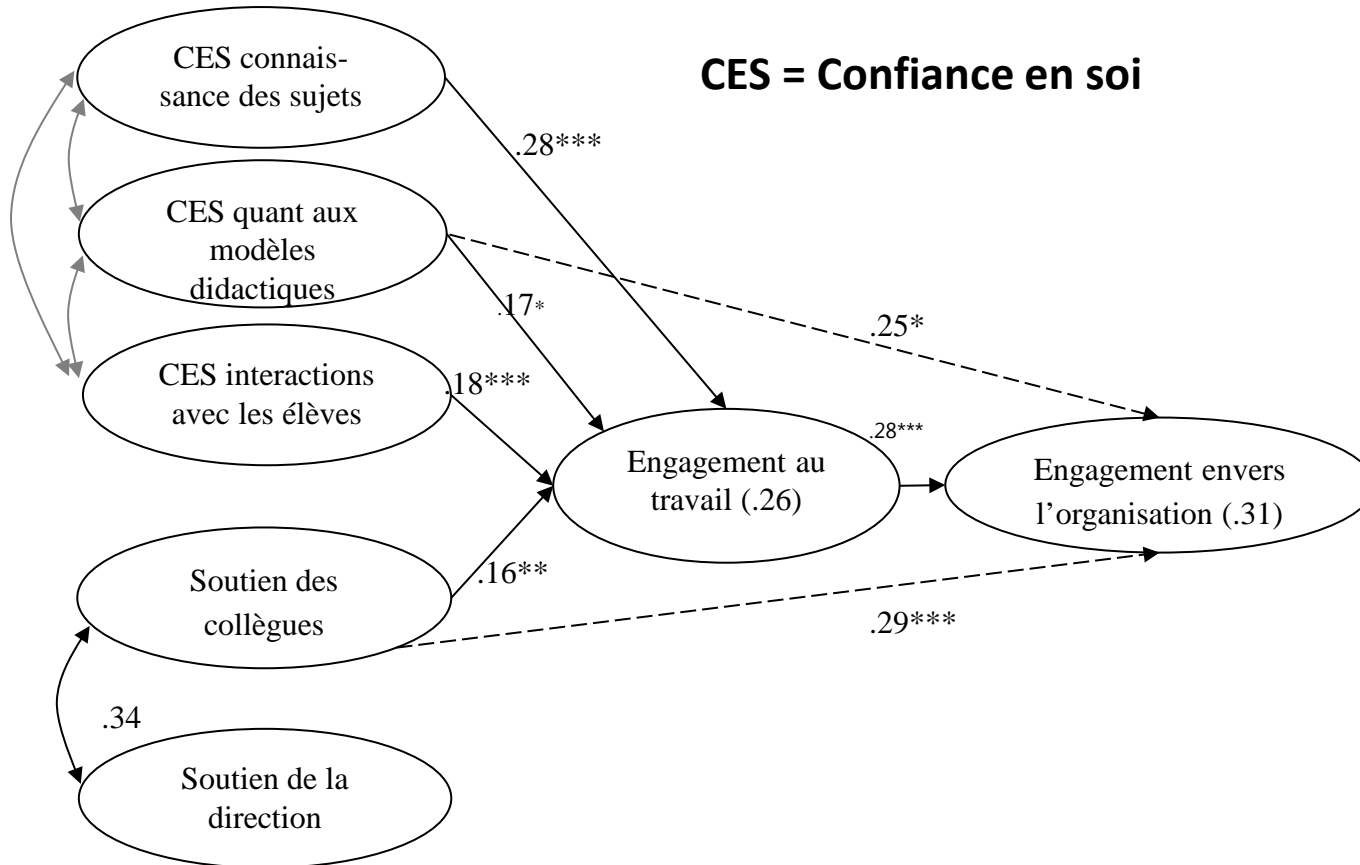 CES connais-
sance des sujets
CES = Confiance en soi
.28***
CES quant aux
modèles
didactiques
.17*
.25*
CES interactions
avec les élèves
.18***
Engagement au
travail (.26)
.28***
Engagement envers
l’organisation (.31)
Soutien des
collègues
.16**
.29***
.34
Soutien de la
direction